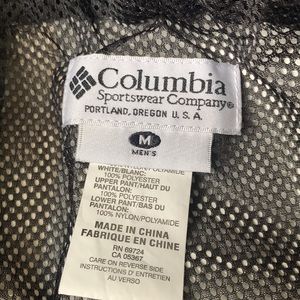 Columbia
Sportswear Company®
PORTLAND, OREGON U. S. A.
M
MEN'S
WHITE/BLANC:
100% POLYESTER
UPPER PANT/HAUT DU
PANTALON:
100% POLYESTER
LOWER PANT/BAS DU
PANTALON:
100% NYLON/POLYAMIDE
MADE IN CHINA
FABRIQUE EN CHINE
RN 69724
CA 05367
CARE ON REVERSE SIDE
INSTRUCTIONS D'ENTRETIEN
AU VERSO